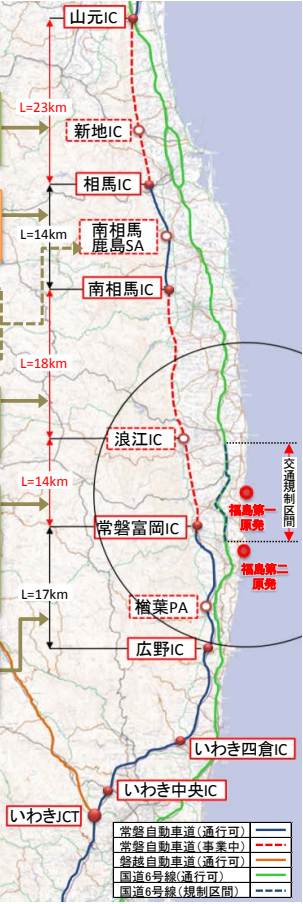 山元IC
L=23km
新地IC
相馬IC
L=14km
南相馬
鹿島SA
南相馬IC
L=18km
浪江IC
交通規制区間
福島第一
原発
L=14km
常磐富岡IC
福島第二
原発
L=17km
楢葉PA
広野IC
いわき四倉IC
いわき中央IC
いわきJCT
常磐自動車道(通行可)
常磐自動車道(事業中)
磐越自動車道(通行可)
国道6号線(通行可)
国道6号線(規制区間)